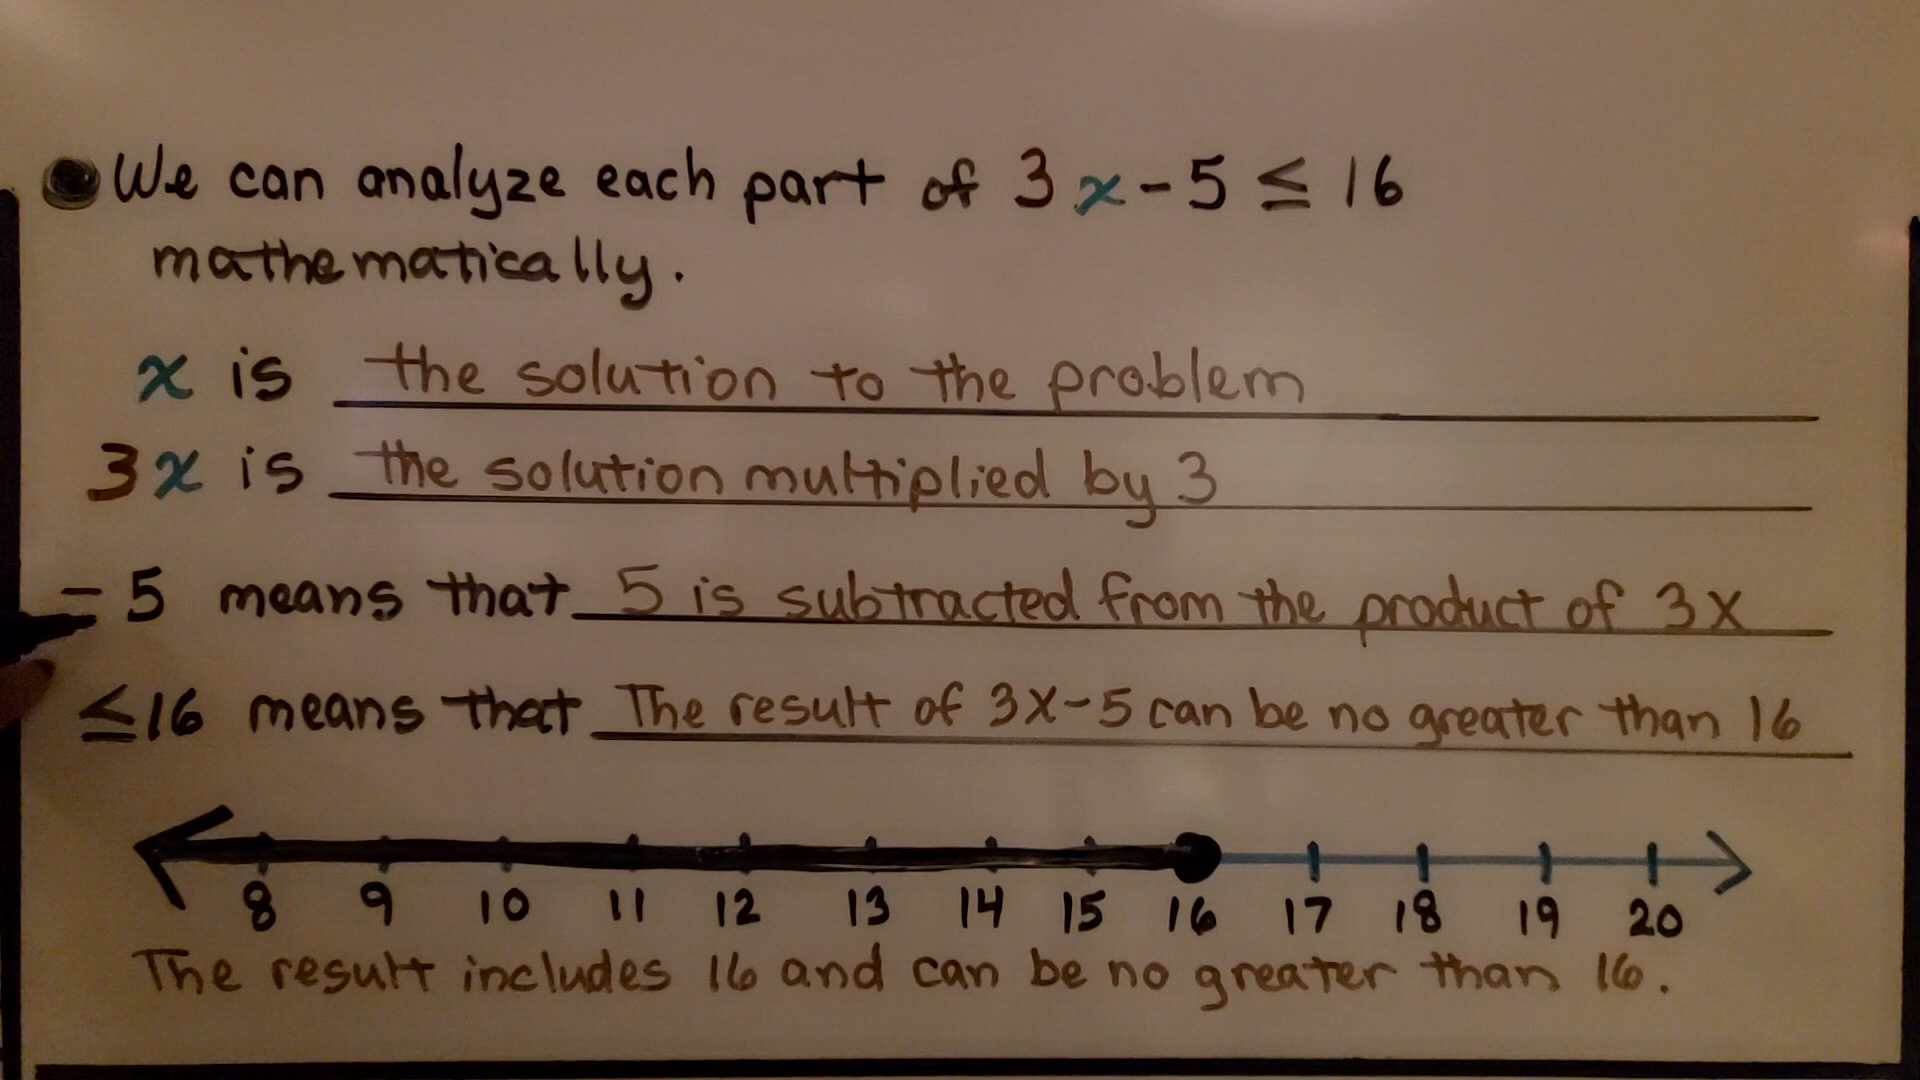 We can analyze each part of 3x-5 ≤ 16
mathematically.
x is the solution to the problem
3x is the solution multiplied by 3
-5 means that 5 is subtracted from the product of 3x
≤16 means that The result of 3x-5 can be no greater than 16
8 9 10 11 12 13 14 15 16 17 18 19 20
The result includes 16 and can be no greater than 16.